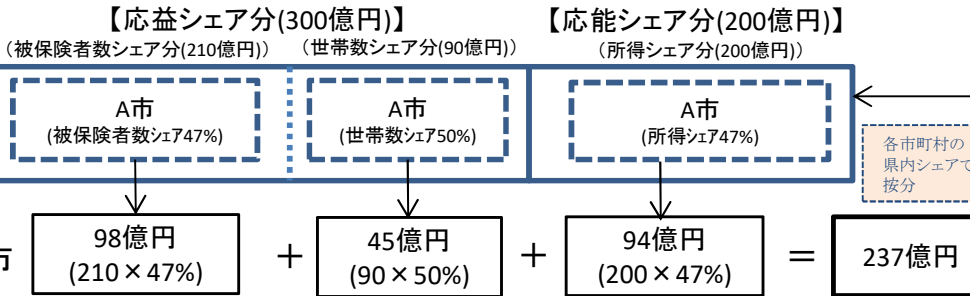 【応益シェア分(300億円)】
【応能シェア分(200億円)】
(被保険者数シェア分(210億円))
(世帯数シェア分(90億円))
(所得シェア分(200億円))
A市
(被保険者数シェア47%)
A市
(世帯数シェア50%)
A市
(所得シェア47%)
各市町村の
県内シェアで
按分
市
98億円
(210×47%)
+
45億円
(90×50%)
+
94億円
(200×47%)
=
237億円